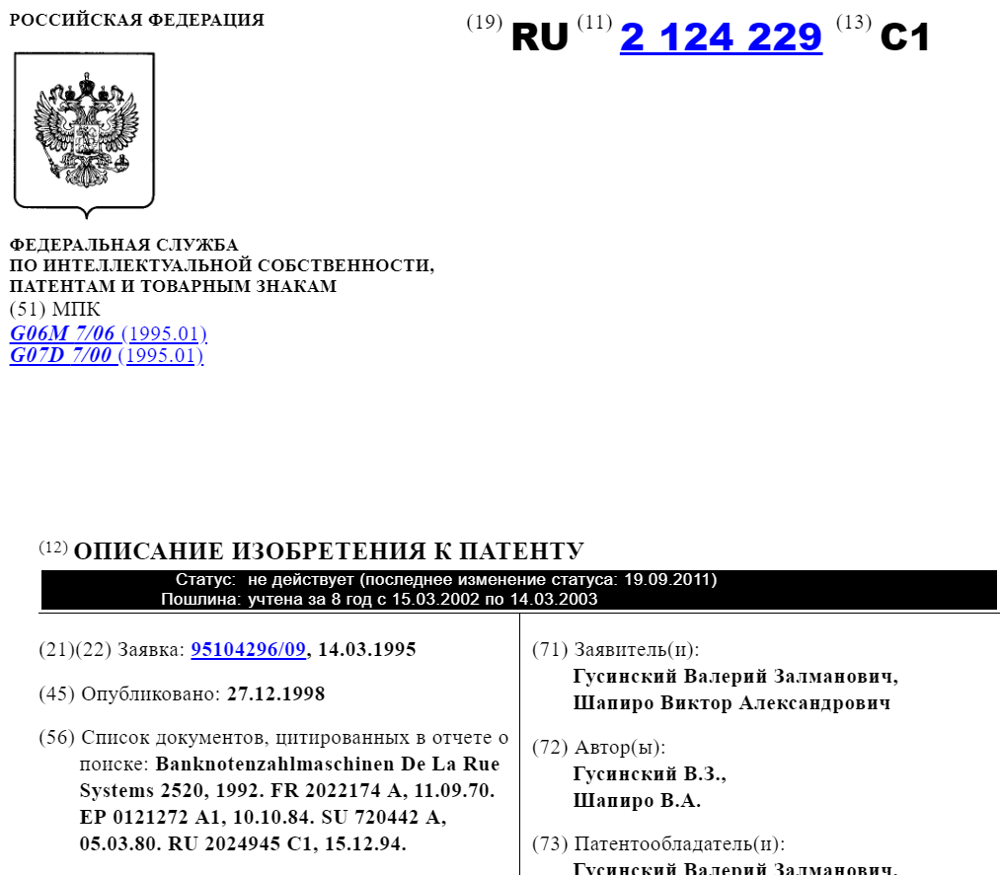 РОССИЙСКАЯ ФЕДЕРАЦИЯ
(19) RU (11) 2 124 229 (13) C1
ФЕДЕРАЛЬНАЯ СЛУЖБА
ПО ИНТЕЛЛЕКТУАЛЬНОЙ СОБСТВЕННОСТИ,
ПАТЕНТАМ И ТОВАРНЫМ ЗНАКАМ
(51) МПК
G06M 7/06 (1995.01)
G07D 7/00 (1995.01)
(12) ОПИСАНИЕ ИЗОБРЕТЕНИЯ К ПАТЕНТУ
Статус: не действует (последнее изменение статуса: 19.09.2011)
Пошлина: учтена за 8 год с 15.03.2002 по 14.03.2003
(21)(22) Заявка: 95104296/09, 14.03.1995
(45) Опубликовано: 27.12.1998
(56) Список документов, цитированных в отчете о
поиске: Banknotenzahlmaschinen De La Rue
Systems 2520, 1992. FR 2022174 A, 11.09.70.
EP 0121272 A1, 10.10.84. SU 720442 A,
05.03.80. RU 2024945 C1, 15.12.94.
(71) Заявитель(и):
Гусинский Валерий Залманович,
Шапиро Виктор Александрович
(72) Автор(ы):
Гусинский В.З.,
Шапиро В.А.
(73) Патентообладатель(и):
Гусинский Валерий Залманович,